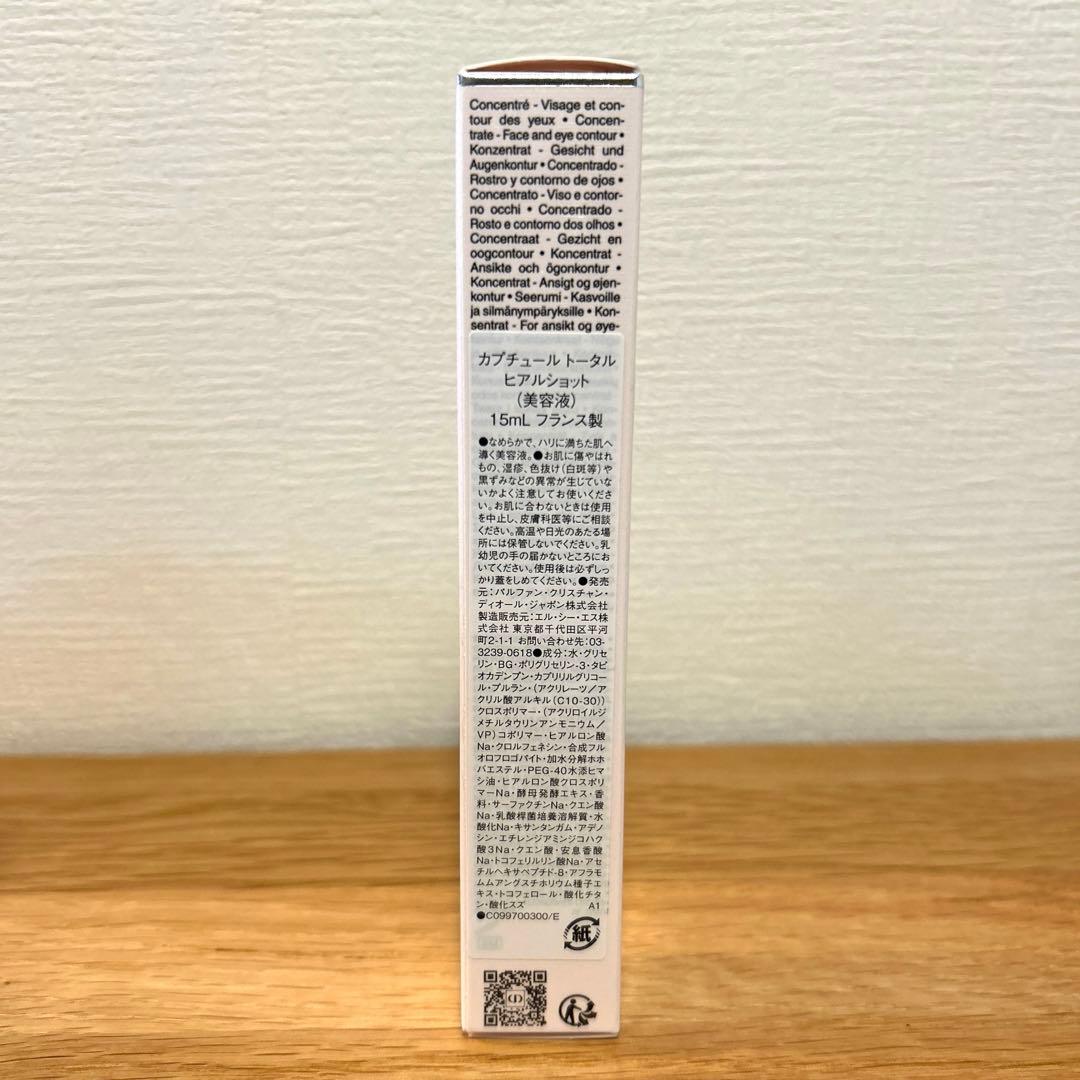 Concentré - Visage et con-
tour des yeux • Concen-
trate - Face and eye contour •
Konzentrat - Gesicht und
Augenkontur • Concentrado -
Rostro y contorno de ojos •
Concentrato - Viso e contor-
no occhi • Concentrado -
Rosto e contorno dos olhos •
Concentraat - Gezicht en
oogcontour • Koncentrat -
Ansikte och ögonkontur •
Koncentrat - Ansigt og øjen-
kontur • Seerumi - Kasvoille
ja silmänympäryksille • Kon-
sentrat - For ansikt og øye-
カプチュール トータル
ヒアルショット
(美容液)
15mL フランス製
●なめらかで、ハリに満ちた肌へ
導く美容液。●お肌に傷やはれ
もの、湿疹、色抜け(白斑等)や
黒ずみなどの異常が生じていな
いかよく注意してお使いくださ
い。お肌に合わないときは使用
を中止し、皮膚科医等にご相談
ください。高温や日光のあたる場
所には保管しないでください。乳
幼児の手の届かないところにお
いてください。使用後は必ずしっ
かり蓋をしめてください。●発売
元:パルファン・クリスチャン・
ディオール・ジャポン株式会社
製造販売元:エル・シー・エス株
式会社 東京都千代田区平河
町2-1-1 お問い合わせ先:03-
3239-0618●成分:水・グリセ
リン・BG・ポリグリセリン-3・タピ
オカデンプン・カプリリルグリコ
ール・プルラン・(アクリレーツ/ア
クリル酸アルキル(C10-30))
クロスポリマー・(アクリロイルジ
メチルタウリンアンモニウム/
VP)コポリマー・ヒアルロン酸
Na・クロルフェネシン・合成フル
オロフロゴパイト・加水分解ホホ
バエステル・PEG-40水添ヒマ
シ油・ヒアルロン酸クロスポリ
マーNa・酵母発酵エキス・香
料・サーファクチンNa・クエン酸
Na・乳酸桿菌培養溶解質・水
酸化Na・キサンタンガム・アデノ
シン・エチレンジアミンジコハク
酸3Na・クエン酸・安息香酸
Na・トコフェリルリン酸Na・アセ
チルヘキサペプチド-8・アフラモ
ムムアングスチホリウム種子エ
キス・トコフェロール・酸化チタ
ン・酸化スズ A1
●C099700300/E
紙